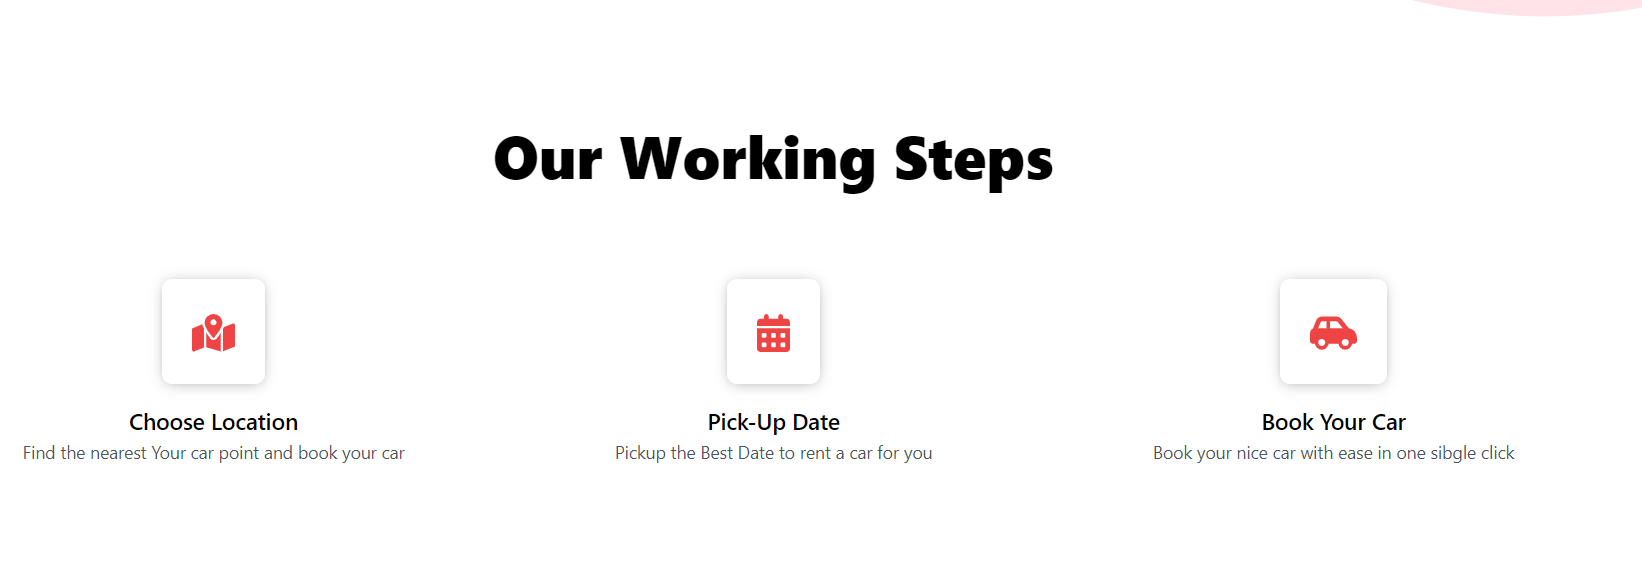 Our Working Steps
Choose Location
Find the nearest Your car point and book your car
Pick-Up Date
Pickup the Best Date to rent a car for you
Book Your Car
Book your nice car with ease in one sibgle click